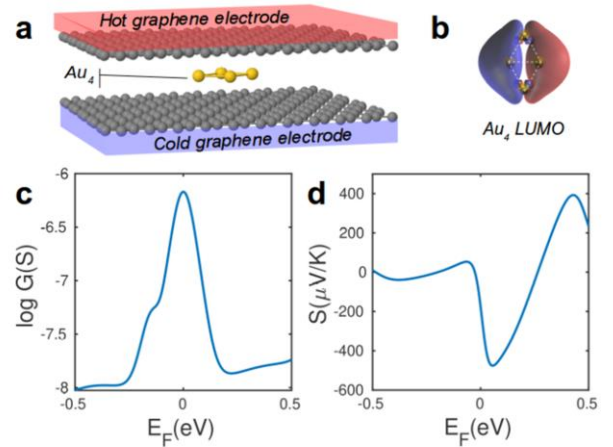 a
Hot graphene electrode
Au4
Cold graphene electrode
b
Au4 LUMO
c
log G(S)
-6
-6.5
-7
-7.5
-8
-0.5
0
0.5
EF(eV)
d
S(μV/K)
400
200
0
-200
-400
-600
-0.5
0
0.5
EF(eV)